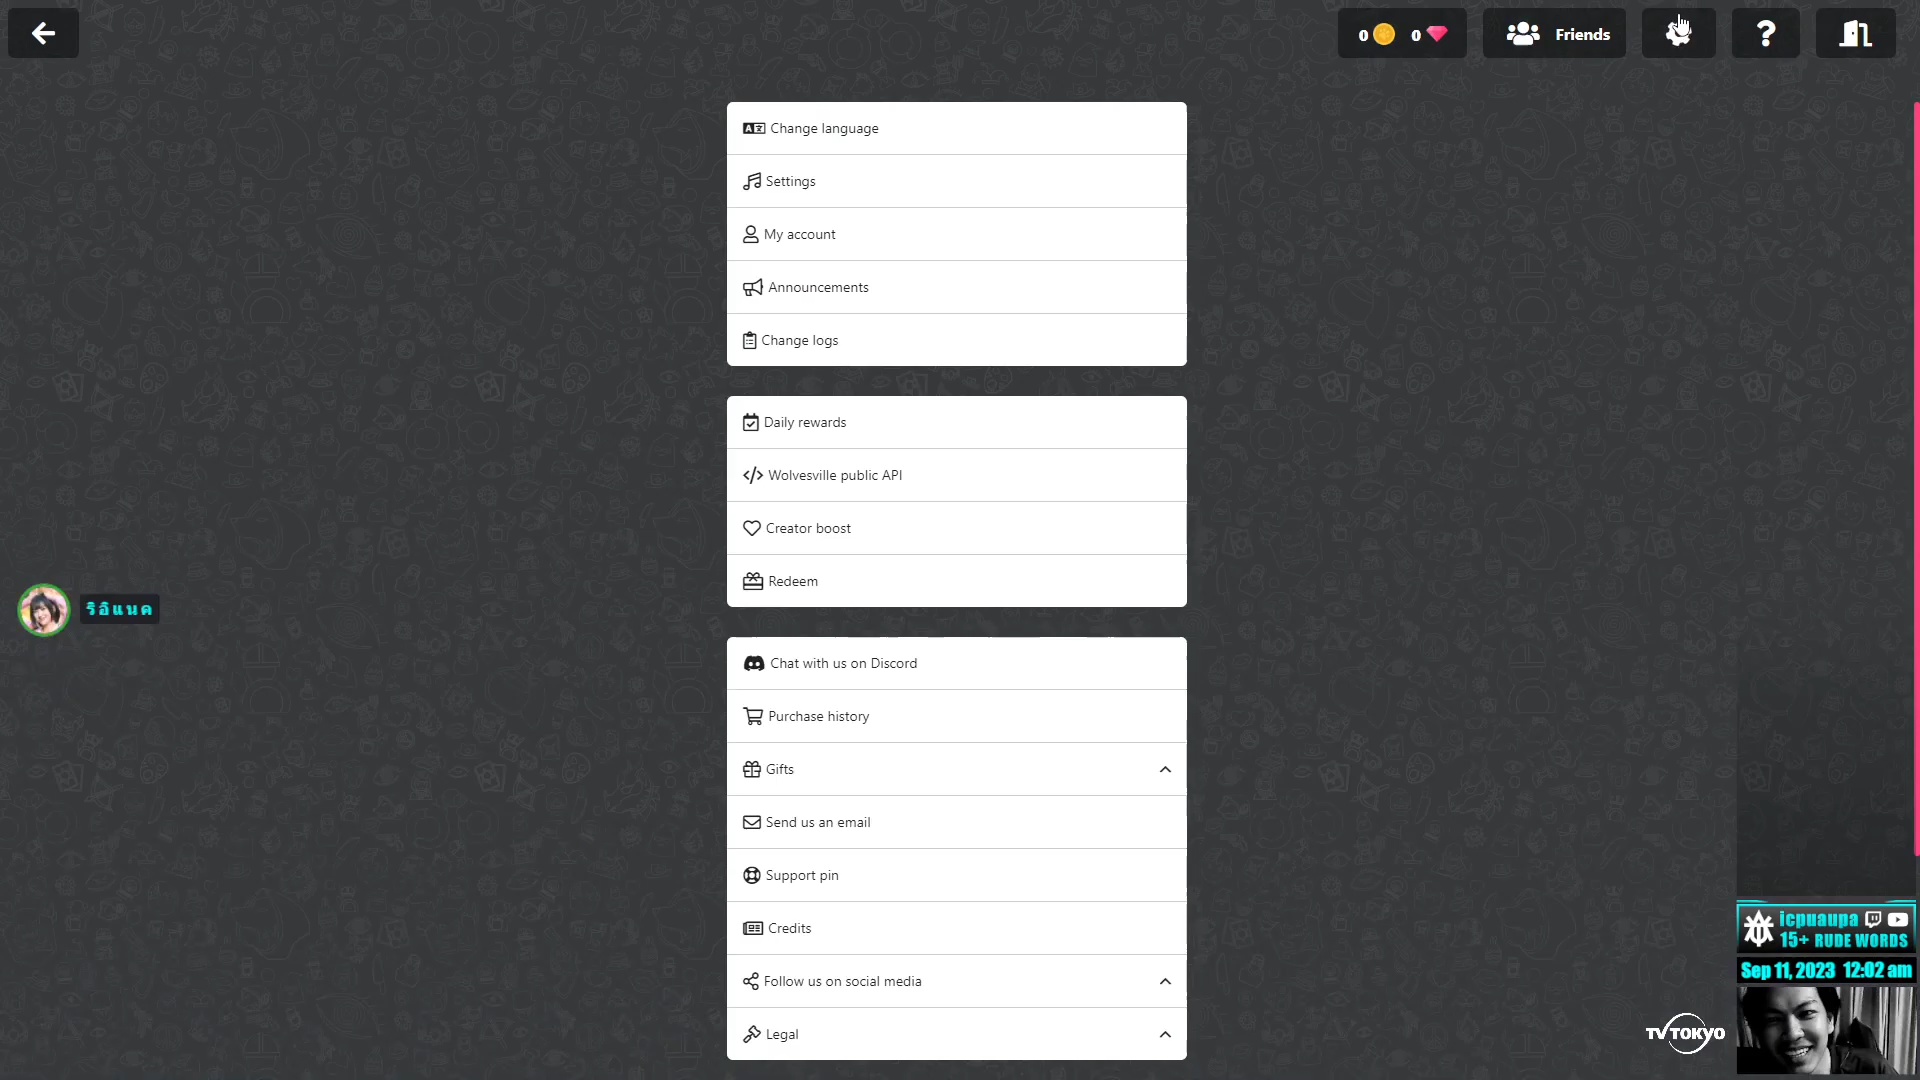 0 0 Friends ?
Change language
Settings
My account
Announcements
Change logs
Daily rewards
Wolvesville public API
Creator boost
Redeem
ริอิแนค
Chat with us on Discord
Purchase history
Gifts
Send us an email
Support pin
Credits
Follow us on social media
Legal
icpuaupa
15+ RUDE WORDS
Sep 11, 2023 12:02 am
TV TOKYO